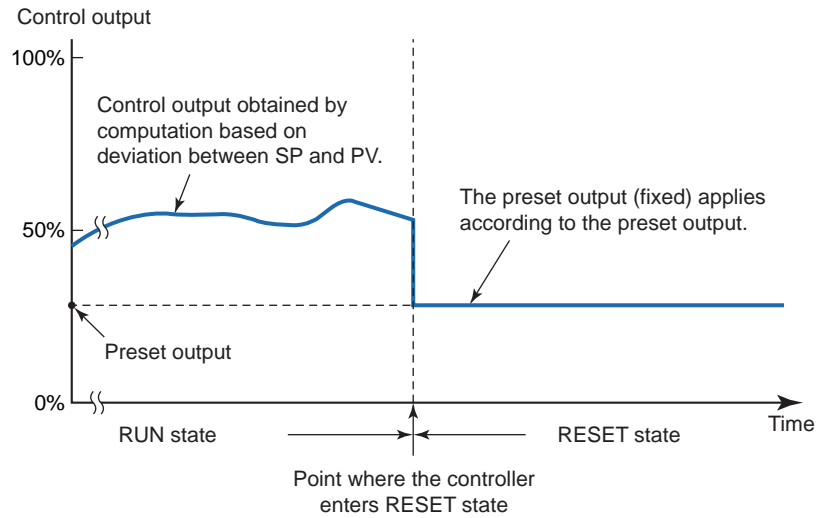 Control output
100%
Control output obtained by
computation based on
deviation between SP and PV.
The preset output (fixed) applies
according to the preset output.
50%
Preset output
0%
Time
RUN state
RESET state
Point where the controller
enters RESET state